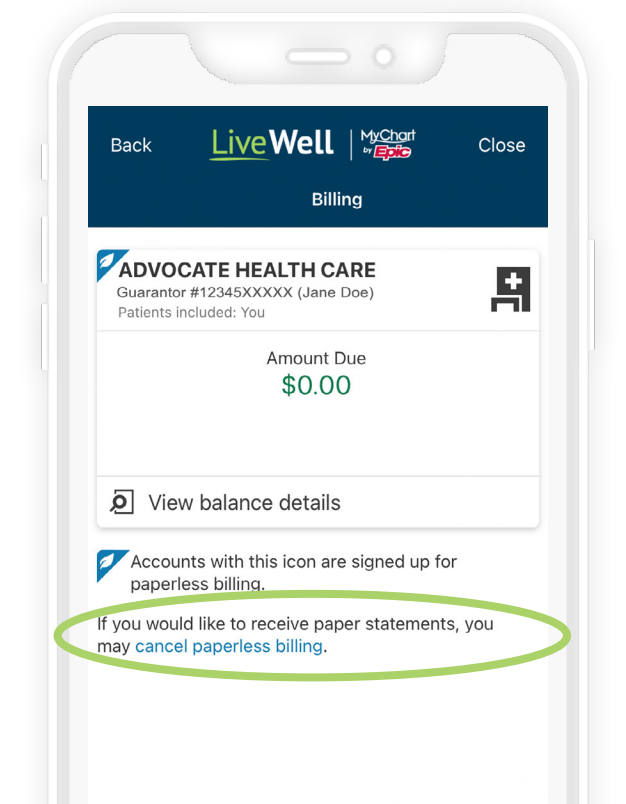 Back
LiveWell
MyChart
by Epic
Close
Billing
ADVOCATE HEALTH CARE
Guarantor #12345XXXXX (Jane Doe)
Patients included: You
Amount Due
$0.00
View balance details
Accounts with this icon are signed up for
paperless billing.
If you would like to receive paper statements, you
may cancel paperless billing.